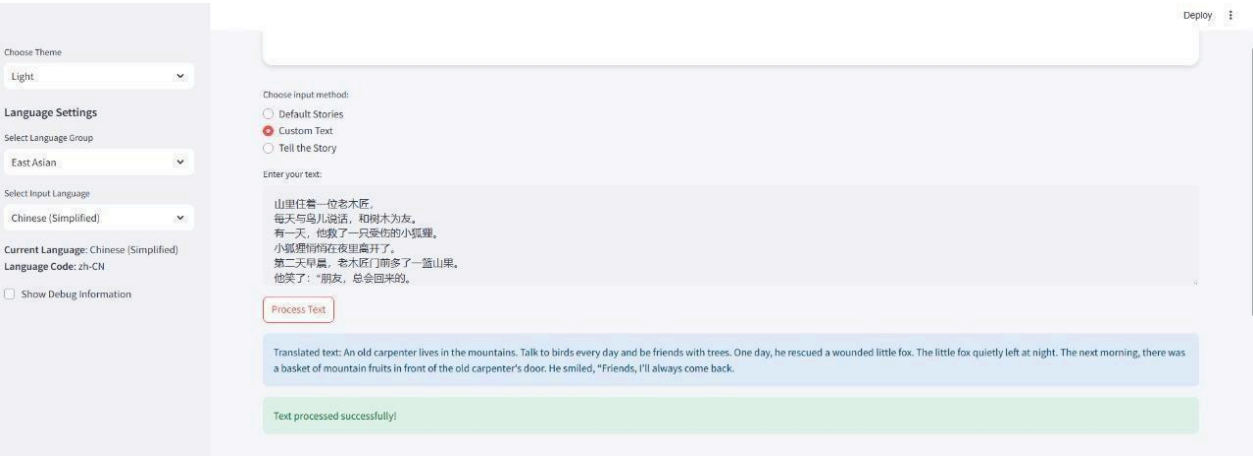 Deploy
Choose Theme
Light
Language Settings
Select Language Group
East Asian
Select Input Language
Chinese (Simplified)
Current Language: Chinese (Simplified)
Language Code: zh-CN
Show Debug Information
Choose input method:
Default Stories
Custom Text
Tell the Story
Enter your text:
山里住着一位老木匠，
每天与鸟儿说话，和树木为友。
有一天，他救了一只受伤的小狐狸。
小狐狸悄悄在夜里离开了。
第二天早晨，老木匠门前多了一篮山果。
他笑了：“朋友，总会回来的。
Process Text
Translated text: An old carpenter lives in the mountains. Talk to birds every day and be friends with trees. One day, he rescued a wounded little fox. The little fox quietly left at night. The next morning, there was
a basket of mountain fruits in front of the old carpenter's door. He smiled, "Friends, I'll always come back.
Text processed successfully!